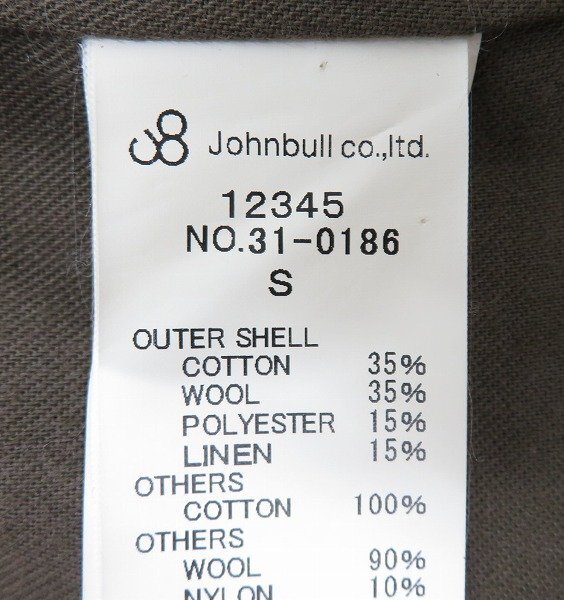 Johnbull co.,ltd.
12345
NO.31-0186
S
OUTER SHELL
COTTON 35%
WOOL 35%
POLYESTER 15%
LINEN 15%
OTHERS
COTTON 100%
OTHERS
WOOL 90%
NYLON 10%